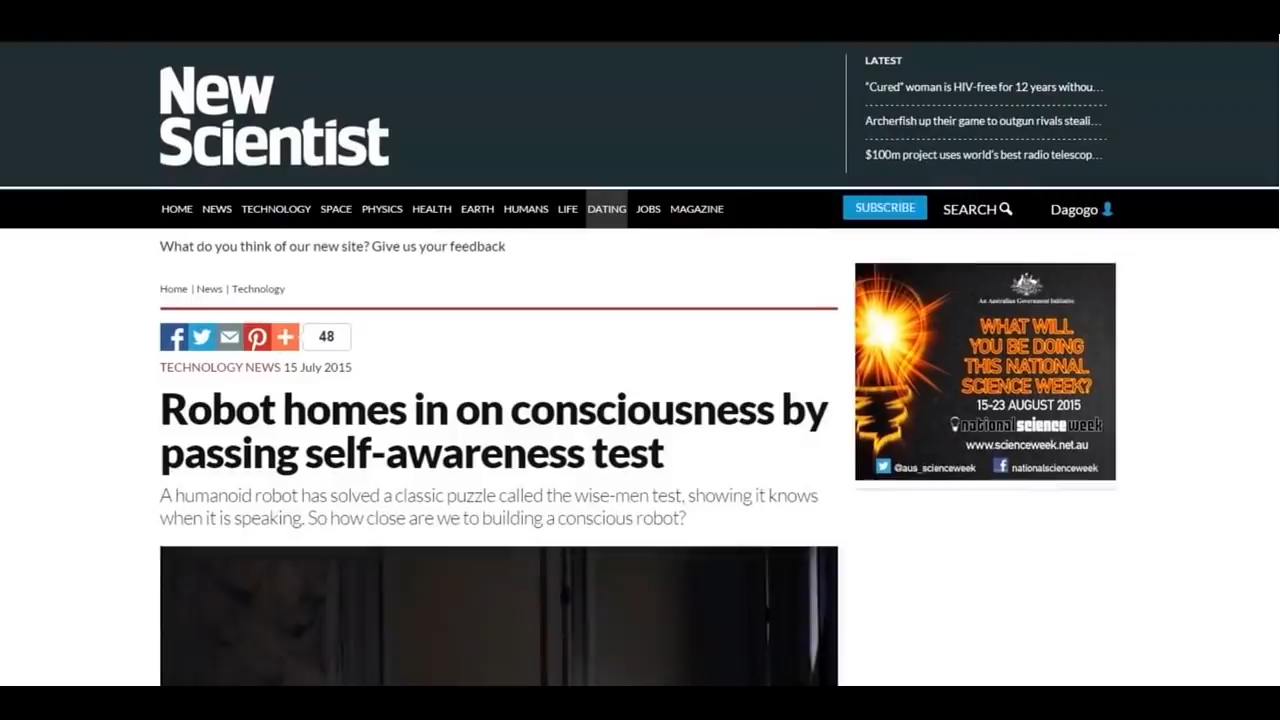 New
Scientist
LATEST
"Cured" woman is HIV-free for 12 years withou...
Archerfish up their game to outgun rivals steali...
$100m project uses world's best radio telescop...
HOME NEWS TECHNOLOGY SPACE PHYSICS HEALTH EARTH HUMANS LIFE DATING JOBS MAGAZINE
SUBSCRIBE SEARCH Dagogo
What do you think of our new site? Give us your feedback
Home | News | Technology
48
TECHNOLOGY NEWS 15 July 2015
Robot homes in on consciousness by
passing self-awareness test
A humanoid robot has solved a classic puzzle called the wise-men test, showing it knows
when it is speaking. So how close are we to building a conscious robot?
An Australian Government Initiative
WHAT WILL
YOU BE DOING
THIS NATIONAL
SCIENCE WEEK?
15-23 AUGUST 2015
nationalscienceweek
www.scienceweek.net.au
@aus_scienceweek nationalscienceweek